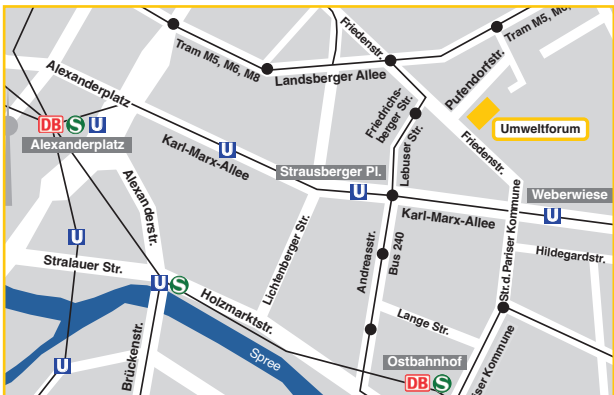 Friedenstr.
Tram M5, M6, M8
Tram M5, M6,
Alexanderplatz
Landsberger Allee
Pufendorfstr.
DB S U
Alexanderplatz
Friedrichs-
berger Str.
Umweltforum
Karl-Marx-Allee
U
Lebuser Str.
Friedenstr.
Strausberger Pl.
U
Weberwiese
Karl-Marx-Allee
U
Alexanderstr.
Str. d. Pariser Kommune
Lichtenberger Str.
Andreasstr.
Bus 240
U
Hildegardstr.
Stralauer Str.
U S
Holzmarktstr.
Lange Str.
Brückenstr.
Spree
U
Ostbahnhof
DB S
iser Kommune